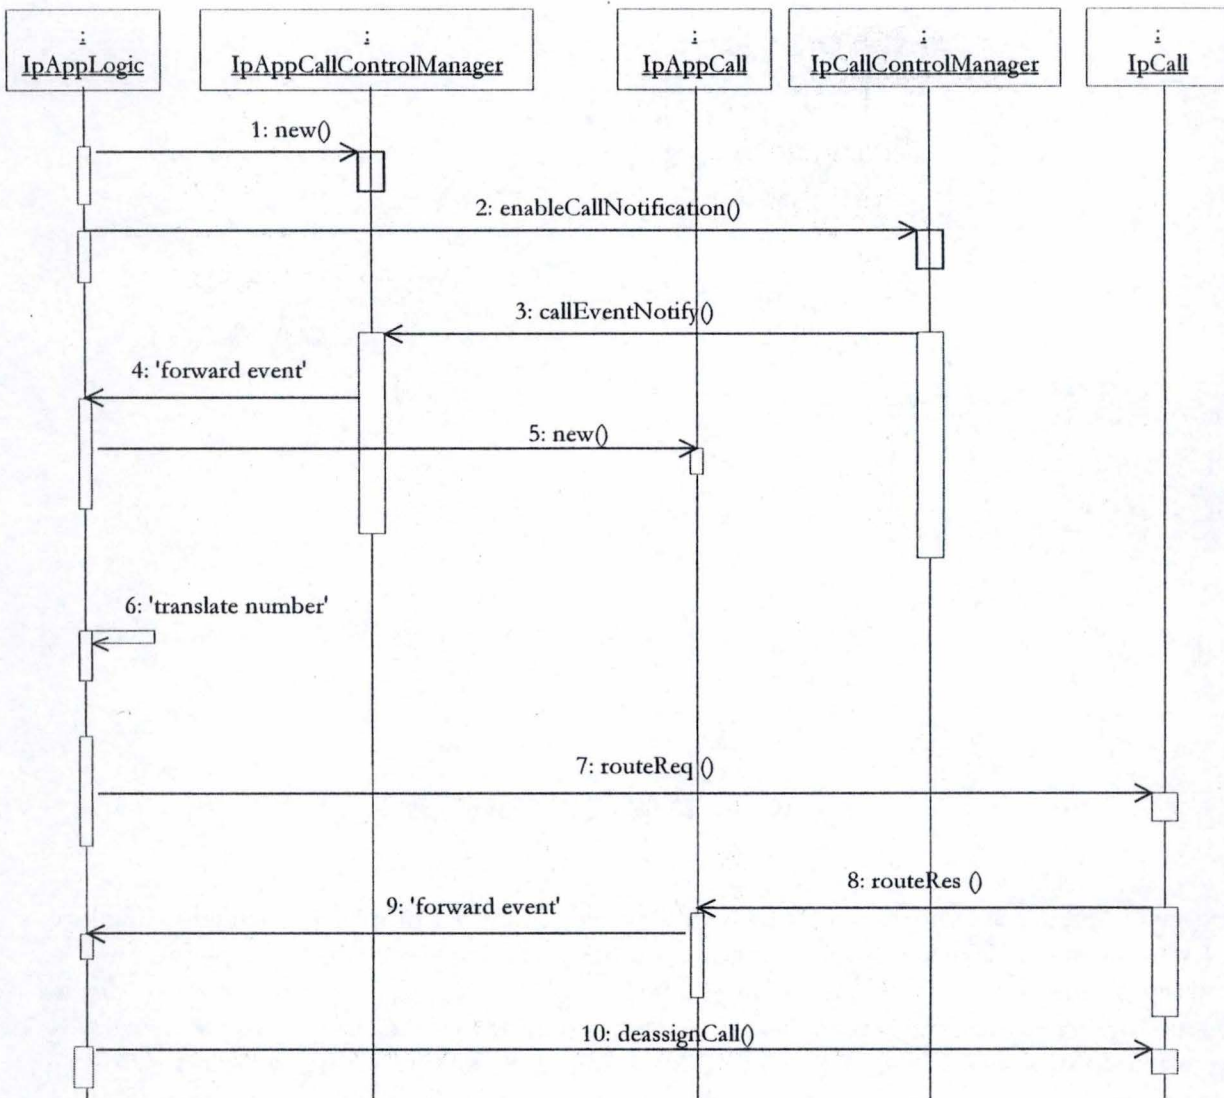 :
IpAppLogic
:
IpAppCallControlManager
:
IpAppCall
:
IpCallControlManager
:
IpCall
1: new()
2: enableCallNotification()
3: callEventNotify()
4: 'forward event'
5: new()
6: 'translate number'
7: routeReq ()
8: routeRes ()
9: 'forward event'
10: deassignCall()